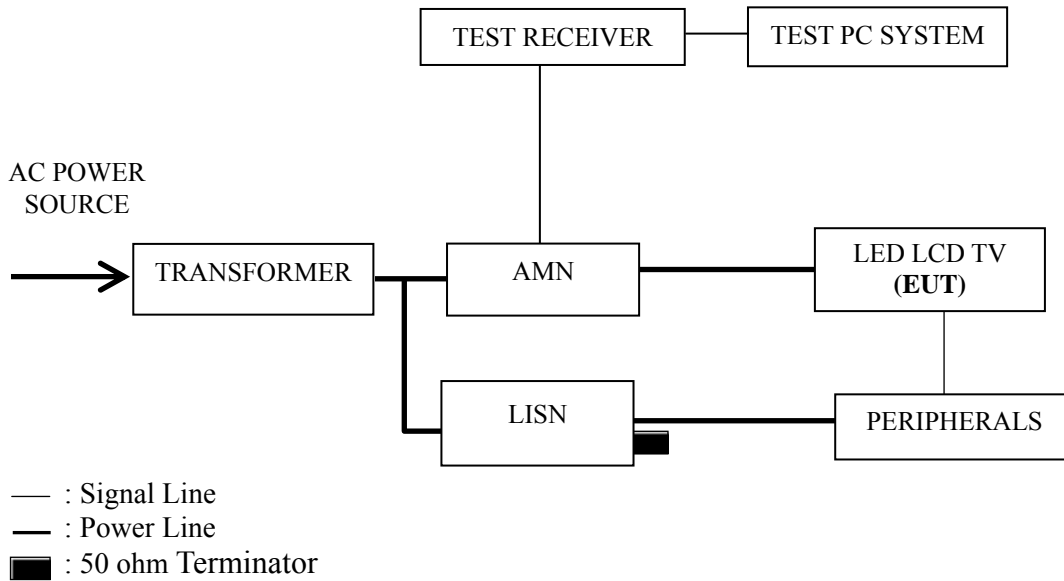 TEST RECEIVER
TEST PC SYSTEM
AC POWER
SOURCE
TRANSFORMER
AMN
LED LCD TV
(EUT)
LISN
PERIPHERALS
: Signal Line
: Power Line
: 50 ohm Terminator